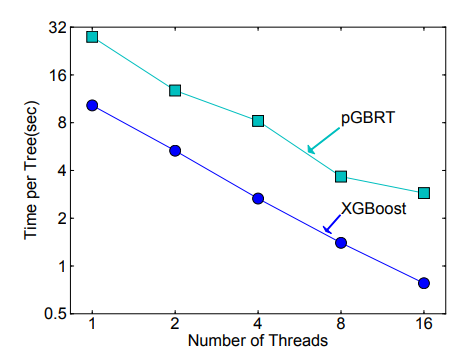 32
16
8
4
2
1
0.5
Time per Tree(sec)
pGBRT
XGBoost
1 2 4 8 16
Number of Threads